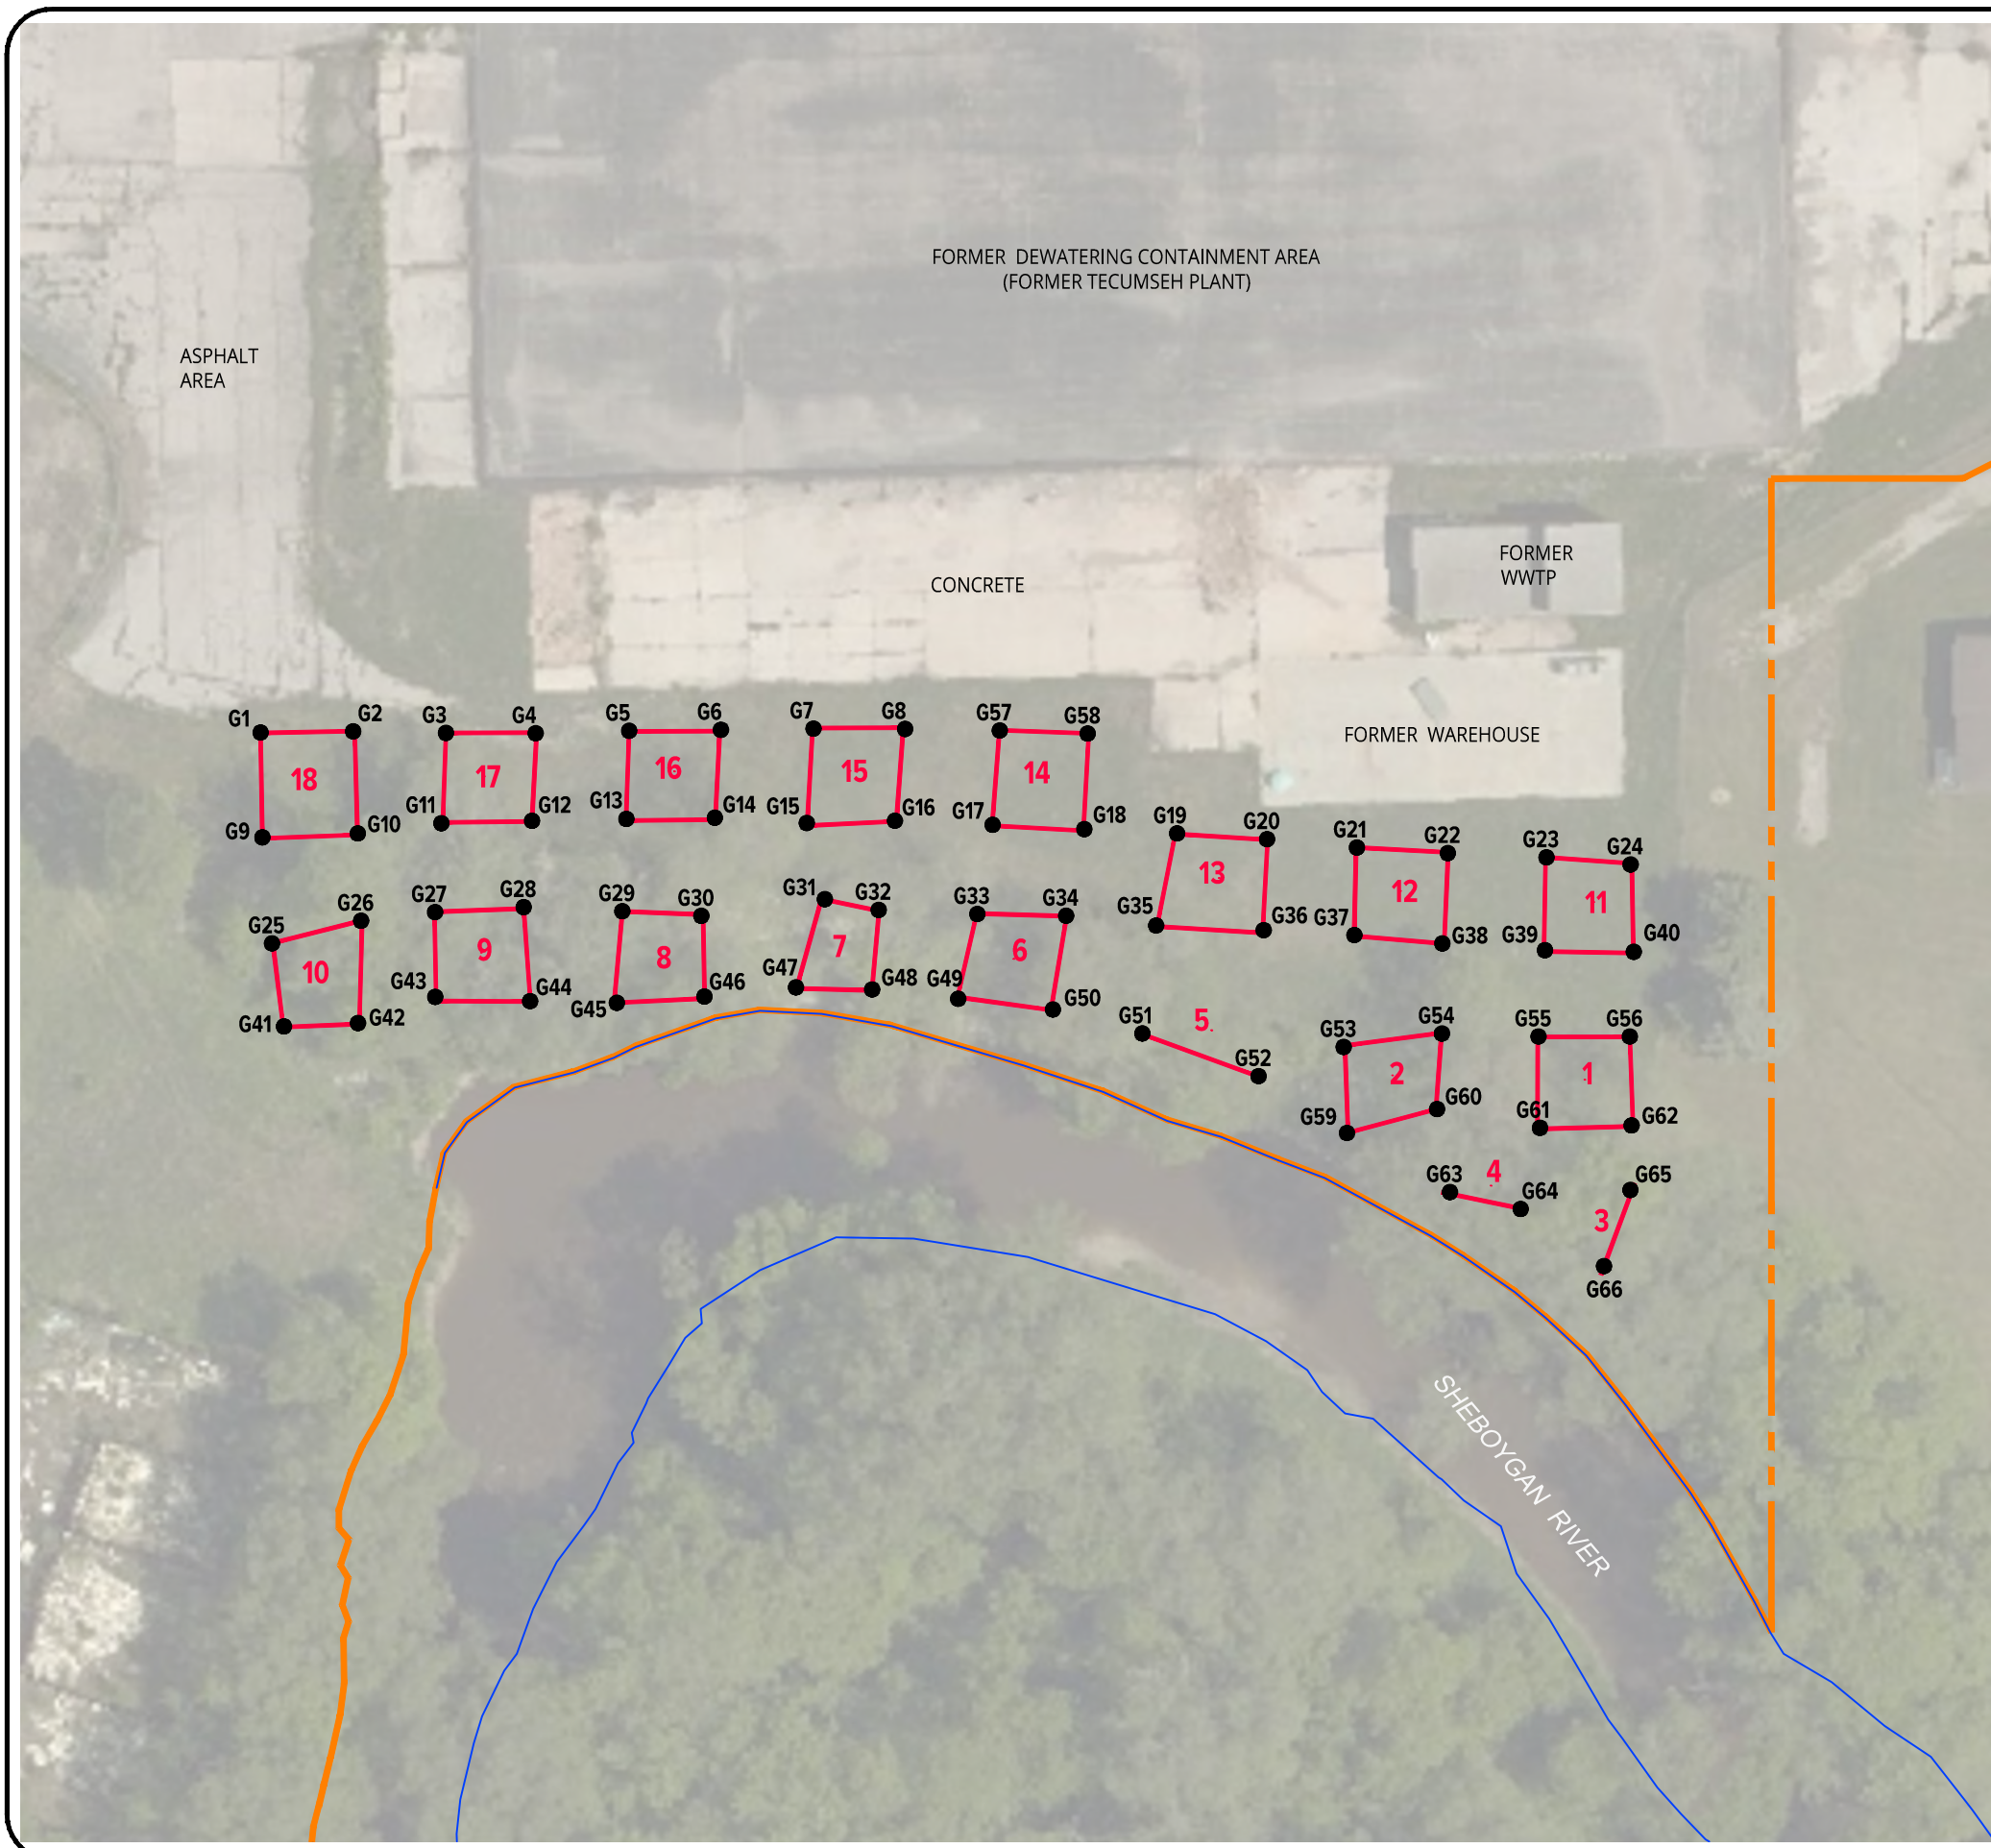 FORMER DEWATERING CONTAINMENT AREA
(FORMER TECUMSEH PLANT)
ASPHALT
AREA
FORMER
WWTP
CONCRETE
FORMER WAREHOUSE
G1 G2 G3 G4 G5 G6 G7 G8 G57 G58
18 17 16 15 14
G9 G10 G11 G12 G13 G14 G15 G16 G17 G18
G19 G20 G21 G22 G23 G24
13 12 11
G35 G36 G37 G38 G39 G40
G25 G26 G27 G28 G29 G30 G31 G32 G33 G34
10 9 8 7 6
G41 G42 G43 G44 G45 G46 G47 G48 G49 G50
G51 5 G52 G53 G54 G55 G56
2 1
G59 G60 G61 G62
G63 4 G64 G65
3
G66
SHEBOYGAN RIVER